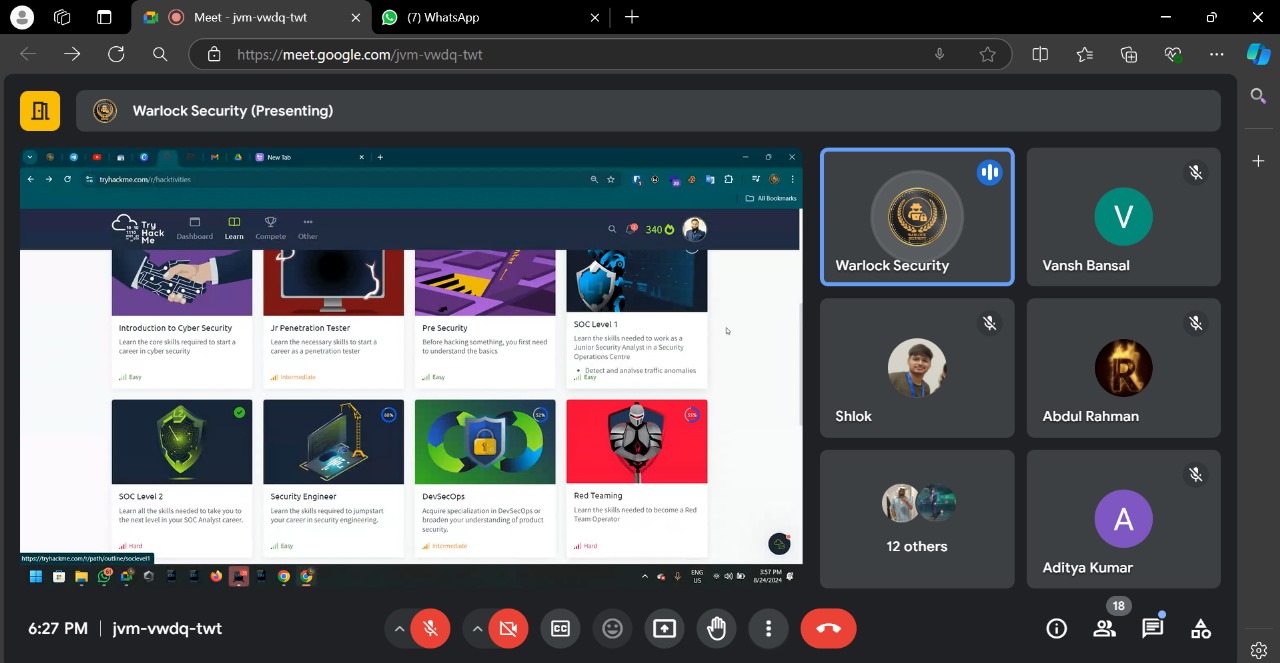 Meet - jvm-vwdq-twt
(7) WhatsApp
https://meet.google.com/jvm-vwdq-twt
Warlock Security (Presenting)
New Tab
tryhackme.com/r/hacktivities
All Bookmarks
Try
Hack
Me
Dashboard
Learn
Compete
Other
340
Introduction to Cyber Security
Learn the core skills required to start a
career in cyber security
Easy
Jr Penetration Tester
Learn the necessary skills to start a
career as a penetration tester
Intermediate
Pre Security
Before hacking something, you first need
to understand the basics
Easy
SOC Level 1
Learn the skills needed to work as a
Junior Security Analyst in a Security
Operations Centre
Detect and analyse traffic anomalies
Easy
SOC Level 2
Learn all the skills needed to take you to
the next level in your SOC Analyst career.
Hard
Security Engineer
Learn the skills required to jumpstart
your career in security engineering.
Easy
52%
DevSecOps
Acquire specialization in DevSecOps or
broaden your understanding of product
security.
Intermediate
Red Teaming
Learn the skills needed to become a Red
Team Operator
Hard
https://tryhackme.com/r/path/outline/soclevel1
ENG
US
3:57 PM
8/24/2024
Warlock Security
V
Vansh Bansal
Shlok
R
Abdul Rahman
12 others
A
Aditya Kumar
6:27 PM | jvm-vwdq-twt
18